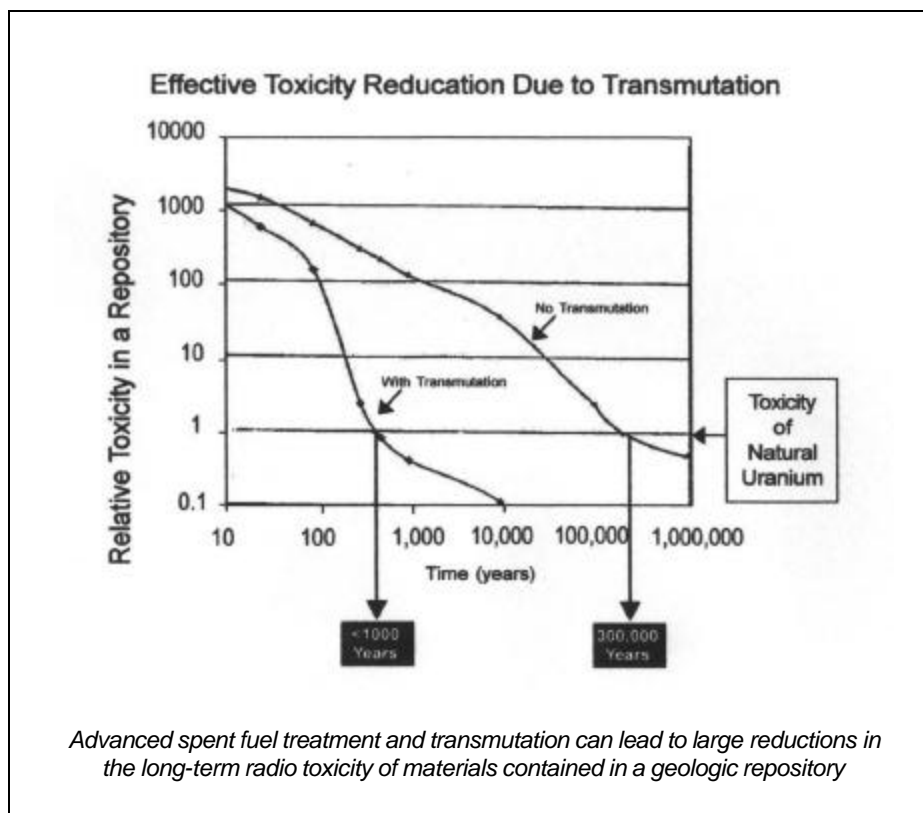 Effective Toxicity Reducation Due to Transmutation
Relative Toxicity in a Repository
10000
1000
100
10
1
0.1
No Transmutation
With Transmutation
Toxicity
of
Natural
Uranium
10 100 1,000 10,000 100,000 1,000,000
Time (years)
<1000
Years
300,000
Years
Advanced spent fuel treatment and transmutation can lead to large reductions in
the long-term radio toxicity of materials contained in a geologic repository